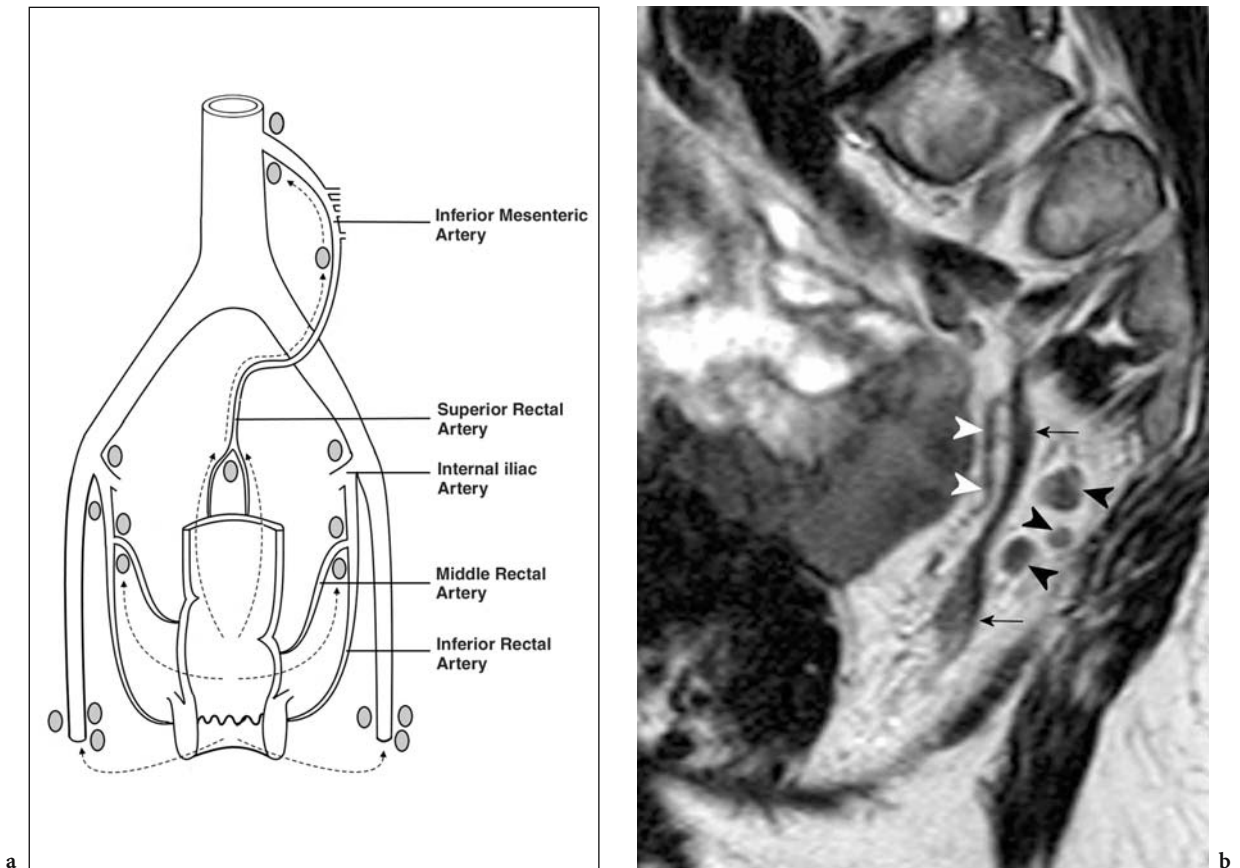 Inferior Mesenteric
Artery
Superior Rectal
Artery
Internal iliac
Artery
Middle Rectal
Artery
Inferior Rectal
Artery
a
b